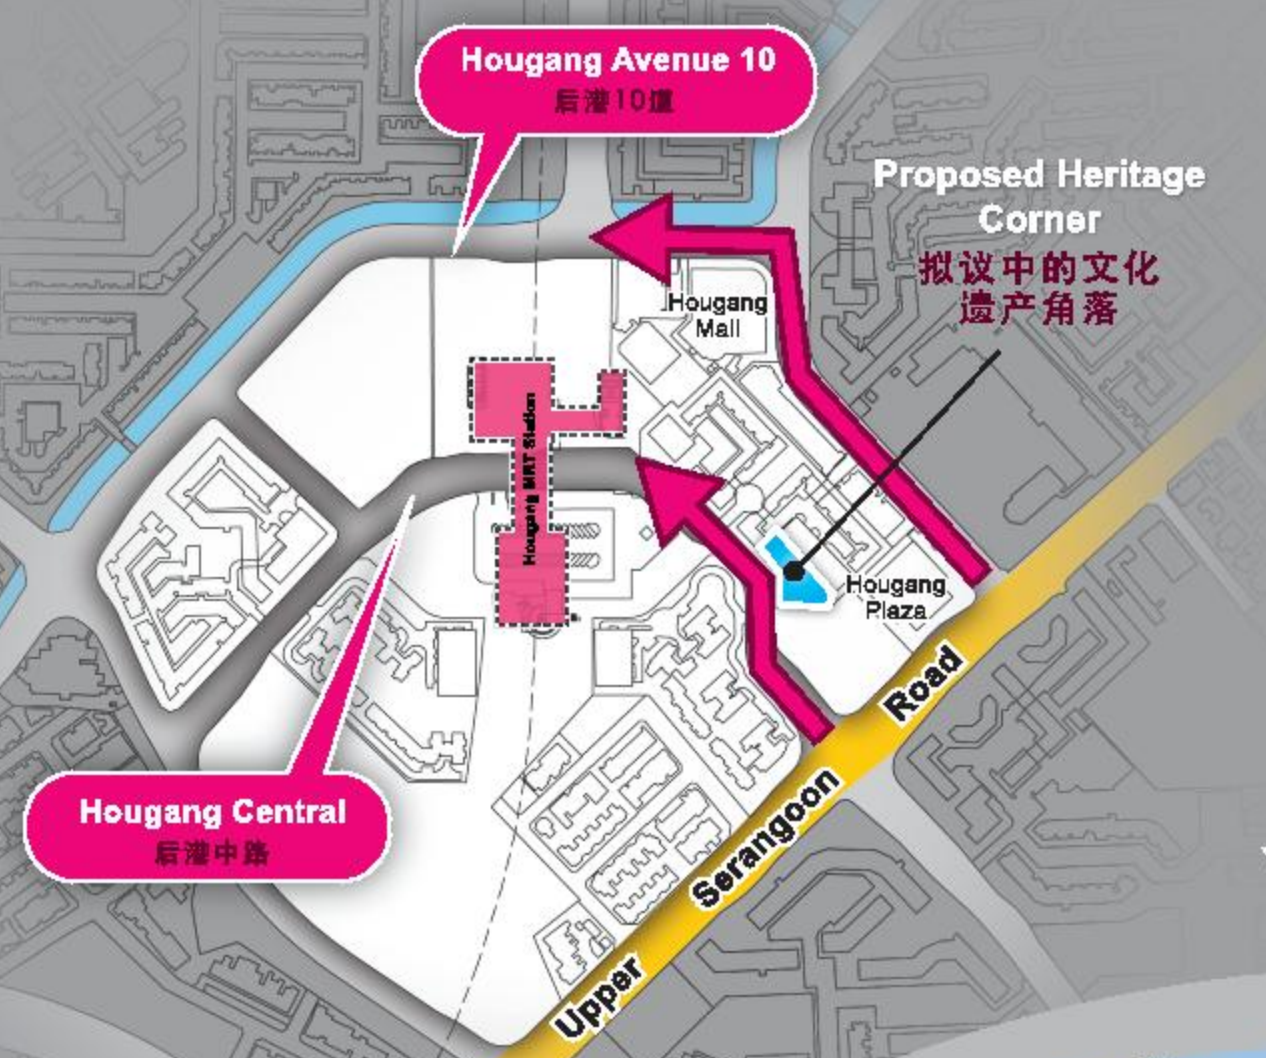 Hougang Avenue 10
后港10道
Proposed Heritage
Corner
拟议中的文化
遗产角落
Hougang
Mall
Hougang MRT Station
Hougang
Plaza
Hougang Central
后港中路
Upper Serangoon Road